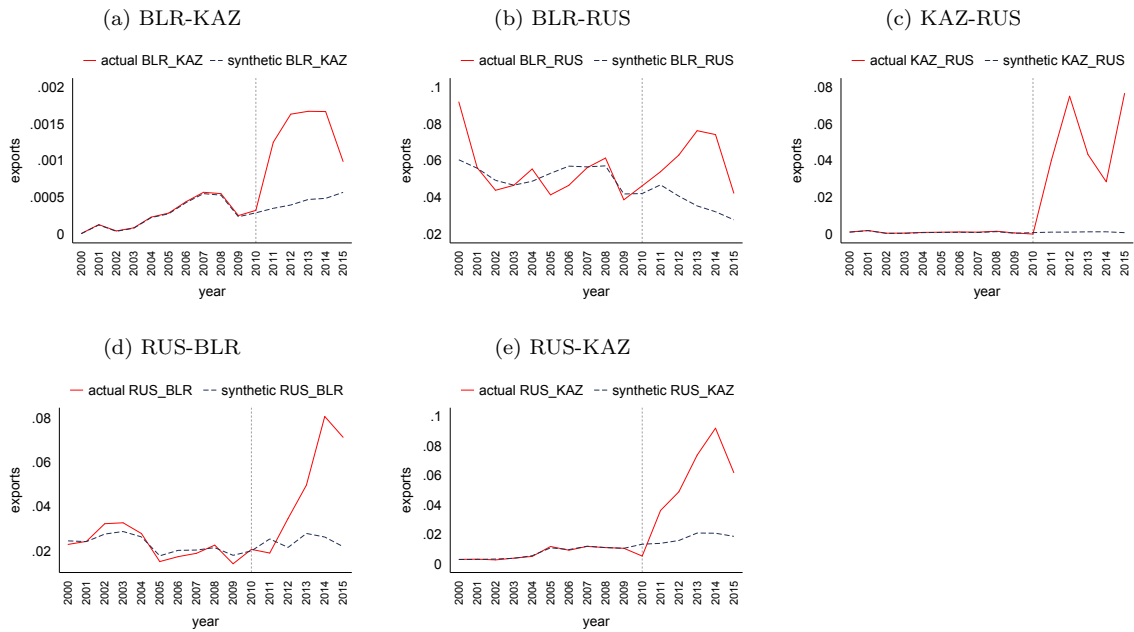 (a) BLR-KAZ
actual BLR_KAZ synthetic BLR_KAZ
.002
.0015
.001
.0005
0
exports
2000 2001 2002 2003 2004 2005 2006 2007 2008 2009 2010 2011 2012 2013 2014 2015
year
(b) BLR-RUS
actual BLR_RUS synthetic BLR_RUS
.1
.08
.06
.04
.02
exports
2000 2001 2002 2003 2004 2005 2006 2007 2008 2009 2010 2011 2012 2013 2014 2015
year
(c) KAZ-RUS
actual KAZ_RUS synthetic KAZ_RUS
.08
.06
.04
.02
0
exports
2000 2001 2002 2003 2004 2005 2006 2007 2008 2009 2010 2011 2012 2013 2014 2015
year
(d) RUS-BLR
actual RUS_BLR synthetic RUS_BLR
.08
.06
.04
.02
exports
2000 2001 2002 2003 2004 2005 2006 2007 2008 2009 2010 2011 2012 2013 2014 2015
year
(e) RUS-KAZ
actual RUS_KAZ synthetic RUS_KAZ
.1
.08
.06
.04
.02
0
exports
2000 2001 2002 2003 2004 2005 2006 2007 2008 2009 2010 2011 2012 2013 2014 2015
year